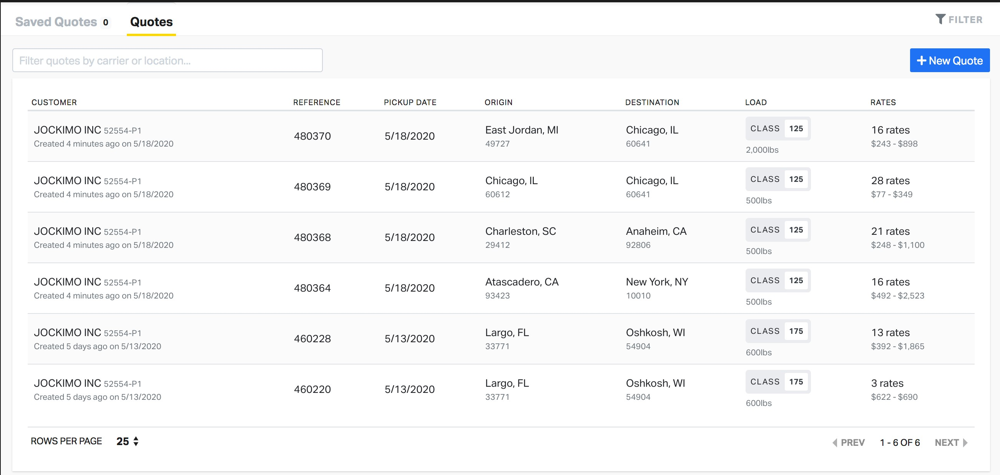 Saved Quotes 0 Quotes FILTER
Filter quotes by carrier or location...
New Quote
CUSTOMER REFERENCE PICKUP DATE ORIGIN DESTINATION LOAD RATES
JOCKIMO INC 52554-P1 480370 5/18/2020 East Jordan, MI Chicago, IL CLASS 125 16 rates
Created 4 minutes ago on 5/18/2020 49727 60641 2,000lbs $243 - $898
JOCKIMO INC 52554-P1 480369 5/18/2020 Chicago, IL Chicago, IL CLASS 125 28 rates
Created 4 minutes ago on 5/18/2020 60612 60641 500lbs $77 - $349
JOCKIMO INC 52554-P1 480368 5/18/2020 Charleston, SC Anaheim, CA CLASS 125 21 rates
Created 4 minutes ago on 5/18/2020 29412 92806 500lbs $248 - $1,100
JOCKIMO INC 52554-P1 480364 5/18/2020 Atascadero, CA New York, NY CLASS 125 16 rates
Created 4 minutes ago on 5/18/2020 93423 10010 500lbs $492 - $2,523
JOCKIMO INC 52554-P1 460228 5/13/2020 Largo, FL Oshkosh, WI CLASS 175 13 rates
Created 5 days ago on 5/13/2020 33771 54904 600lbs $392 - $1,865
JOCKIMO INC 52554-P1 460220 5/13/2020 Largo, FL Oshkosh, WI CLASS 175 3 rates
Created 5 days ago on 5/13/2020 33771 54904 600lbs $622 - $690
ROWS PER PAGE 25 PREV 1 - 6 OF 6 NEXT